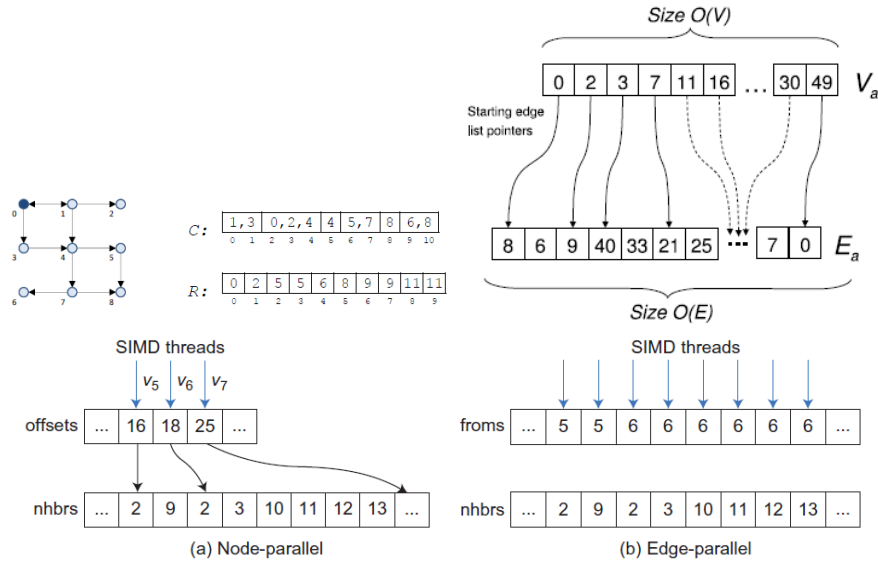 Size O(V)
0 2 3 7 11 16 ... 30 49 Va
Starting edge
list pointers
8 6 9 40 33 21 25 ... 7 0 Ea
Size O(E)
0 1 2
3 4 5
6 7 8
C: 1,3 0,2,4 4 5,7 8 6,8
0 1 2 3 4 5 6 7 8 9 10
R: 0 2 5 5 6 8 9 9 11 11
0 1 2 3 4 5 6 7 8 9
SIMD threads
v5 v6 v7
offsets ... 16 18 25 ...
nhbrs ... 2 9 2 3 10 11 12 13 ...
(a) Node-parallel
SIMD threads
froms ... 5 5 6 6 6 6 6 6 ...
nhbrs ... 2 9 2 3 10 11 12 13 ...
(b) Edge-parallel